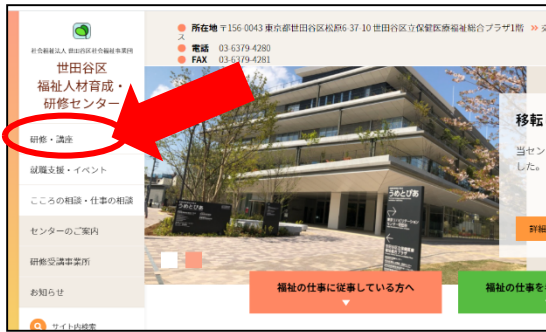 社会福祉法人 世田谷区社会福祉事業団
世田谷区
福祉人材育成・
研修センター
研修・講座
就職支援・イベント
こころの相談・仕事の相談
センターのご案内
研修受講事業所
お知らせ
サイト内検索
所在地 〒156-0043 東京都世田谷区松原6-37-10 世田谷区立保健医療福祉総合プラザ1階
ス
電話 03-6379-4280
FAX 03-6379-4281
うめとぴあ
うめとぴあ
移転
当セン
した。
詳細
福祉の仕事に従事している方へ
福祉の仕事を